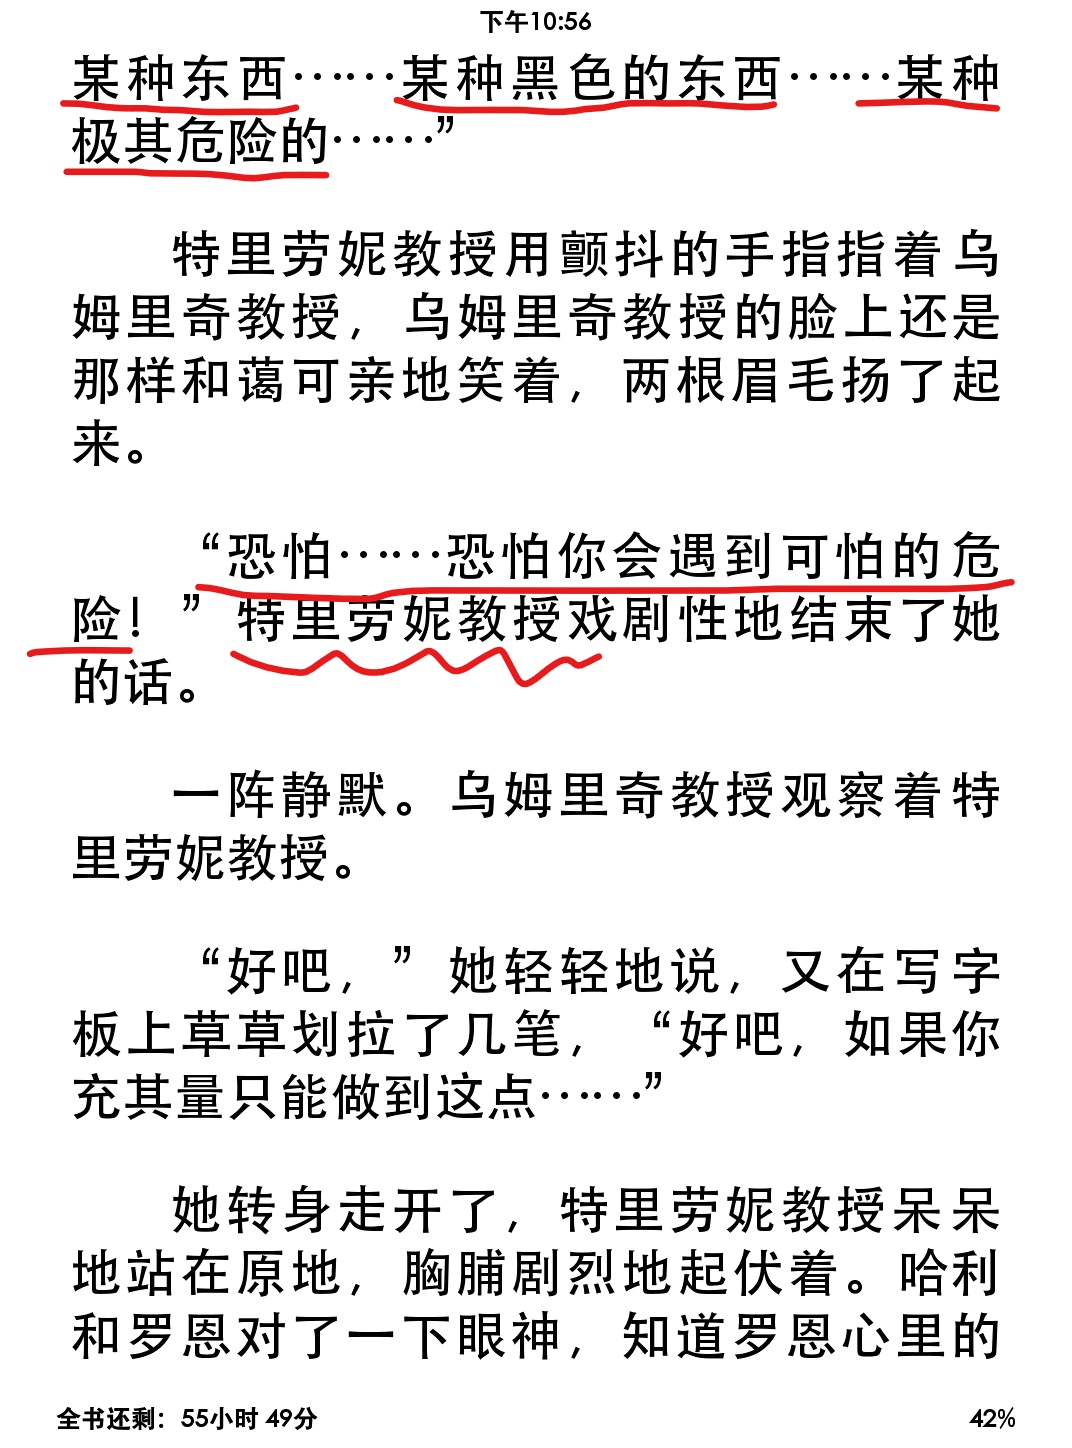 下午10:56
某种东西……某种黑色的东西……某种
极其危险的……”
特里劳妮教授用颤抖的手指指着乌
姆里奇教授，乌姆里奇教授的脸上还是
那样和蔼可亲地笑着，两根眉毛扬了起
来。
“恐怕……恐怕你会遇到可怕的危
险！”特里劳妮教授戏剧性地结束了她
的话。
一阵静默。乌姆里奇教授观察着特
里劳妮教授。
“好吧，”她轻轻地说，又在写字
板上草草划拉了几笔，“好吧，如果你
充其量只能做到这点……”
她转身走开了，特里劳妮教授呆呆
地站在原地，胸脯剧烈地起伏着。哈利
和罗恩对了一下眼神，知道罗恩心里的
全书还剩：55小时 49分
42%